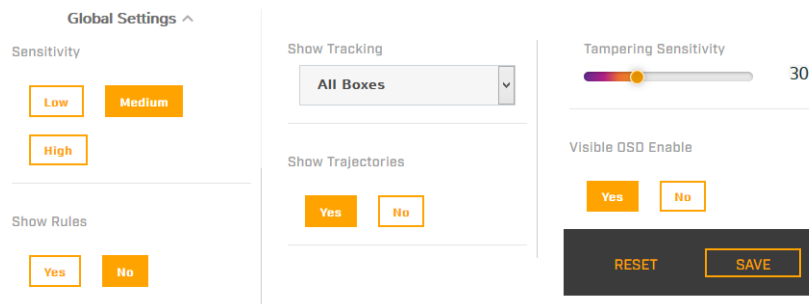 Global Settings
Sensitivity
Low Medium
High
Show Rules
Yes No
Show Tracking
All Boxes
Show Trajectories
Yes No
Tampering Sensitivity
30
Visible OSD Enable
Yes No
RESET SAVE